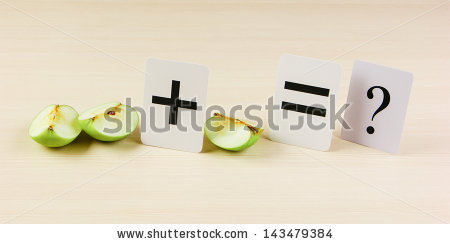 + = ?
shutterstock
www.shutterstock.com · 143479384